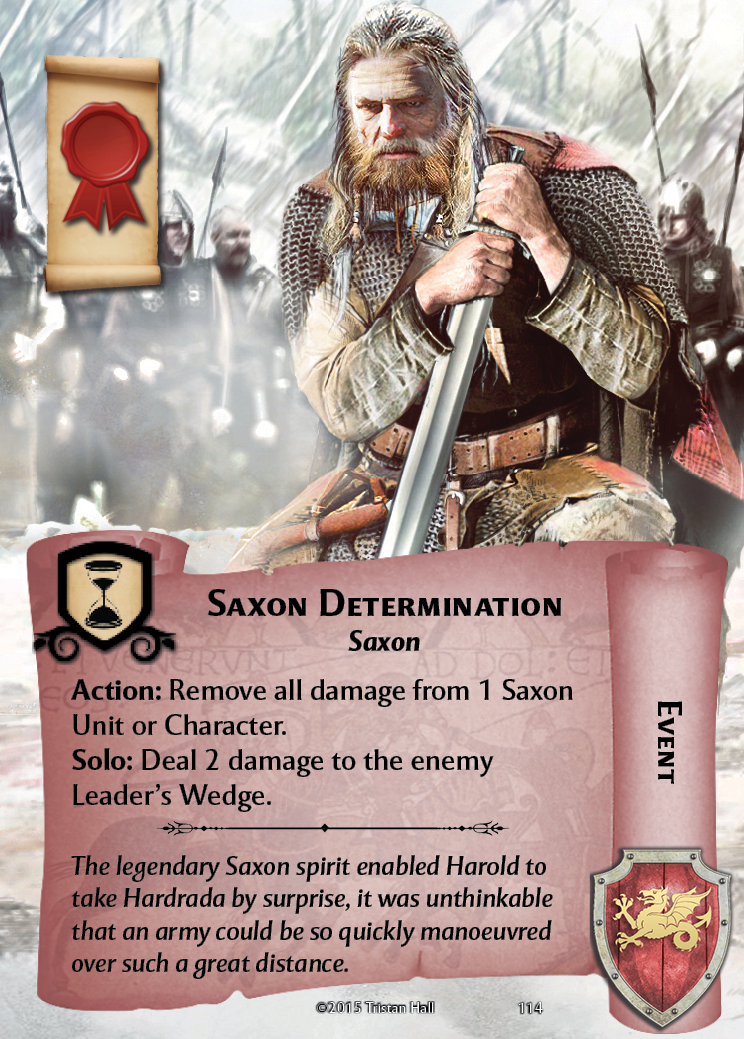 Saxon Determination
Saxon
Action: Remove all damage from 1 Saxon
Unit or Character.
Solo: Deal 2 damage to the enemy
Leader's Wedge.
Event
The legendary Saxon spirit enabled Harold to
take Hardrada by surprise, it was unthinkable
that an army could be so quickly manoeuvred
over such a great distance.
©2015 Tristan Hall
114